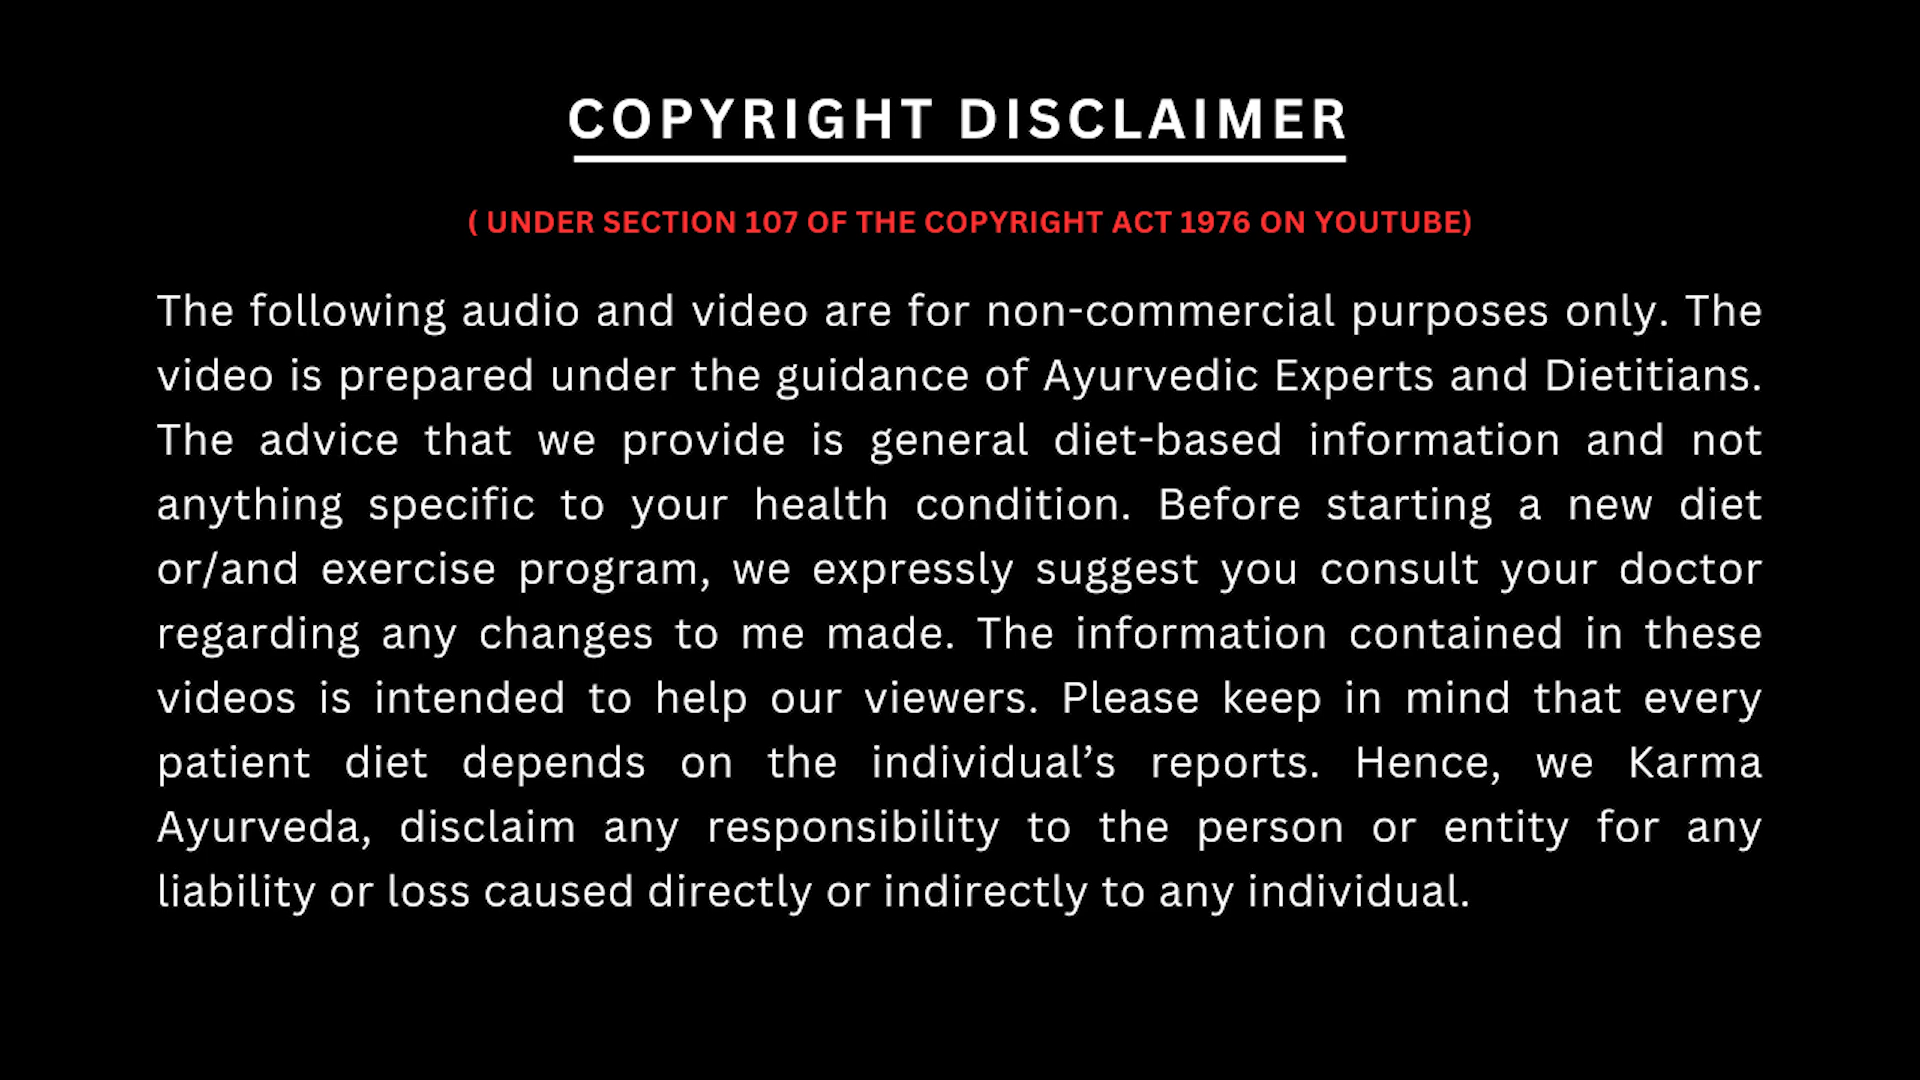 COPYRIGHT DISCLAIMER
( UNDER SECTION 107 OF THE COPYRIGHT ACT 1976 ON YOUTUBE)
The following audio and video are for non-commercial purposes only. The
video is prepared under the guidance of Ayurvedic Experts and Dietitians.
The advice that we provide is general diet-based information and not
anything specific to your health condition. Before starting a new diet
or/and exercise program, we expressly suggest you consult your doctor
regarding any changes to me made. The information contained in these
videos is intended to help our viewers. Please keep in mind that every
patient diet depends on the individual’s reports. Hence, we Karma
Ayurveda, disclaim any responsibility to the person or entity for any
liability or loss caused directly or indirectly to any individual.